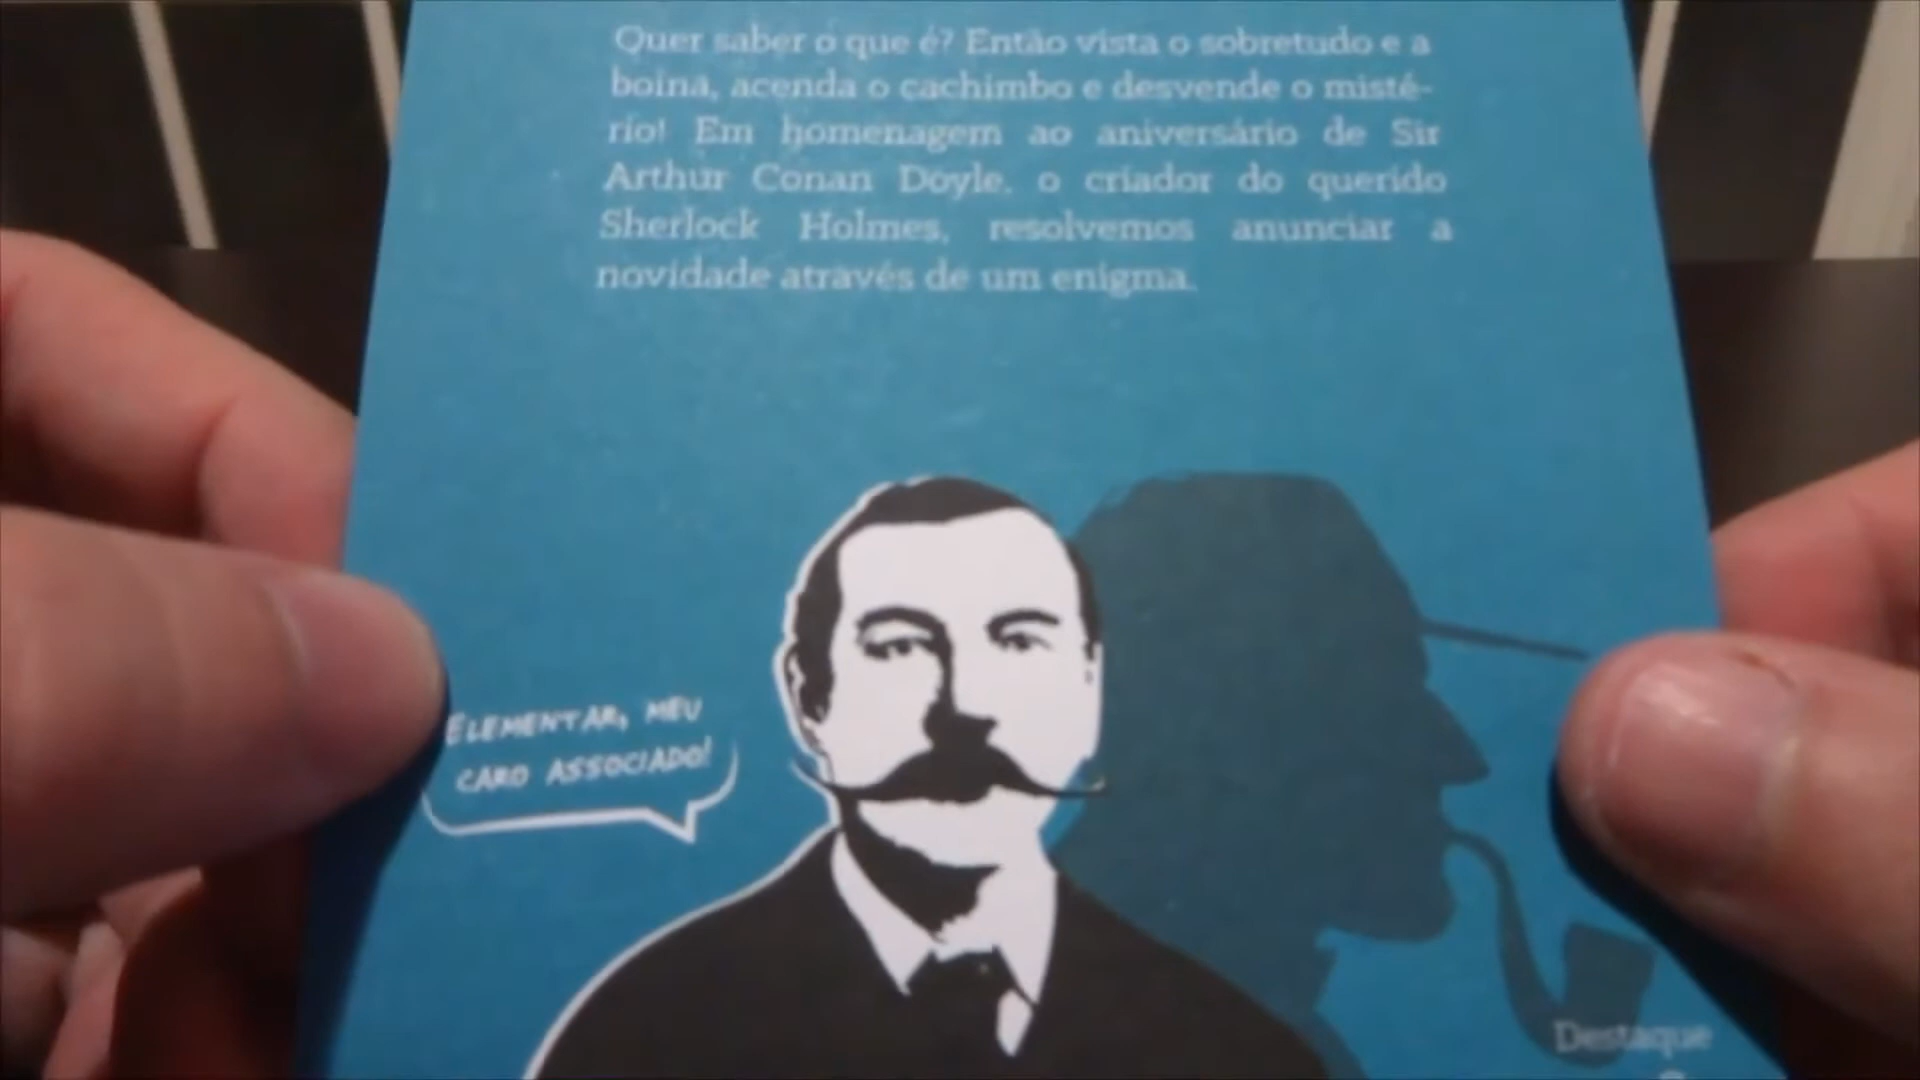 Quer saber o que é? Então vista o sobretudo e a
boina, acenda o cachimbo e desvende o misté-
rio! Em homenagem ao aniversário de Sir
Arthur Conan Doyle, o criador do querido
Sherlock Holmes, resolvemos anunciar a
novidade através de um enigma.
ELEMENTAR, MEU
CARO ASSOCIADO!
Destaque